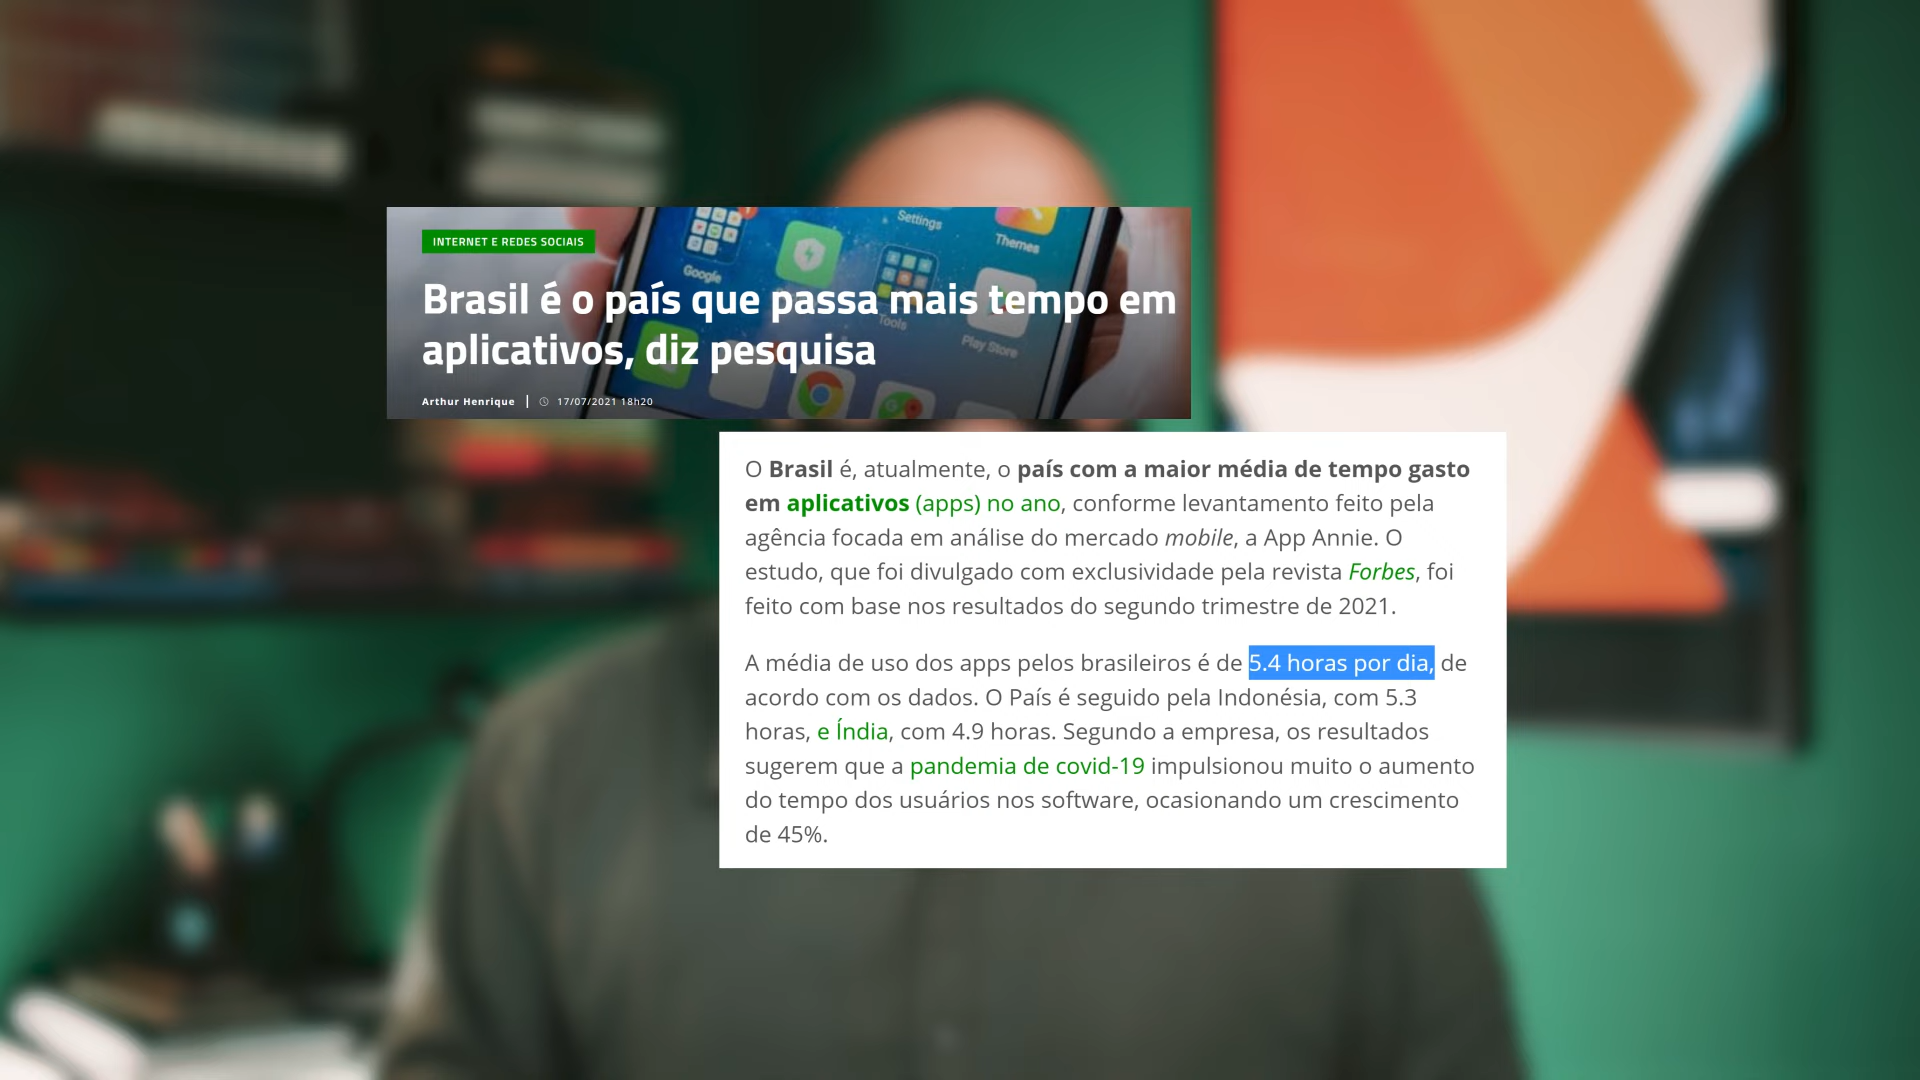 Settings
Themes
Google
Tools
Play Store
INTERNET E REDES SOCIAIS
Brasil é o país que passa mais tempo em
aplicativos, diz pesquisa
Arthur Henrique | 17/07/2021 18h20
O Brasil é, atualmente, o país com a maior média de tempo gasto
em aplicativos (apps) no ano, conforme levantamento feito pela
agência focada em análise do mercado mobile, a App Annie. O
estudo, que foi divulgado com exclusividade pela revista Forbes, foi
feito com base nos resultados do segundo trimestre de 2021.
A média de uso dos apps pelos brasileiros é de 5.4 horas por dia, de
acordo com os dados. O País é seguido pela Indonésia, com 5.3
horas, e Índia, com 4.9 horas. Segundo a empresa, os resultados
sugerem que a pandemia de covid-19 impulsionou muito o aumento
do tempo dos usuários nos software, ocasionando um crescimento
de 45%.